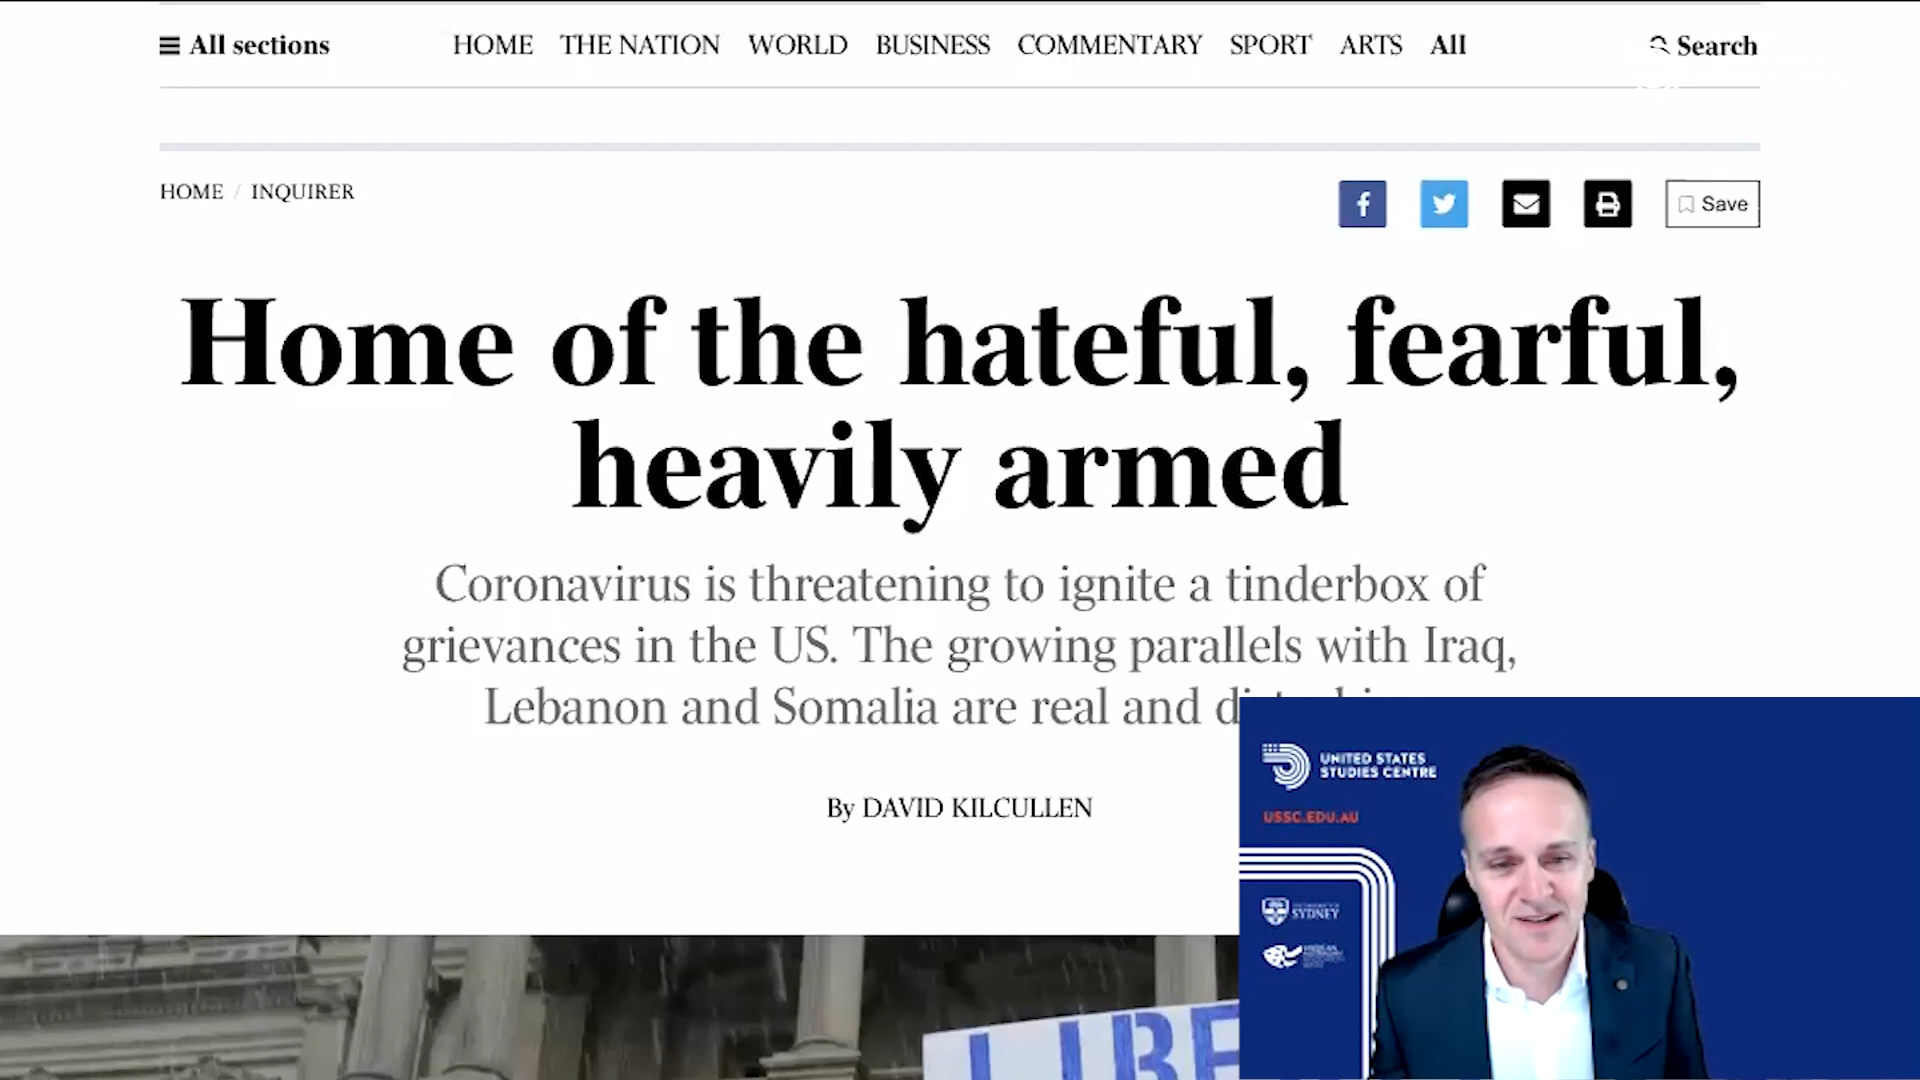 All sections HOME THE NATION WORLD BUSINESS COMMENTARY SPORT ARTS All Search
HOME / INQUIRER
f Save
Home of the hateful, fearful,
heavily armed
Coronavirus is threatening to ignite a tinderbox of
grievances in the US. The growing parallels with Iraq,
Lebanon and Somalia are real and
By DAVID KILCULLEN
UNITED STATES
STUDIES CENTRE
USSC.EDU.AU
SYDNEY
LIBE